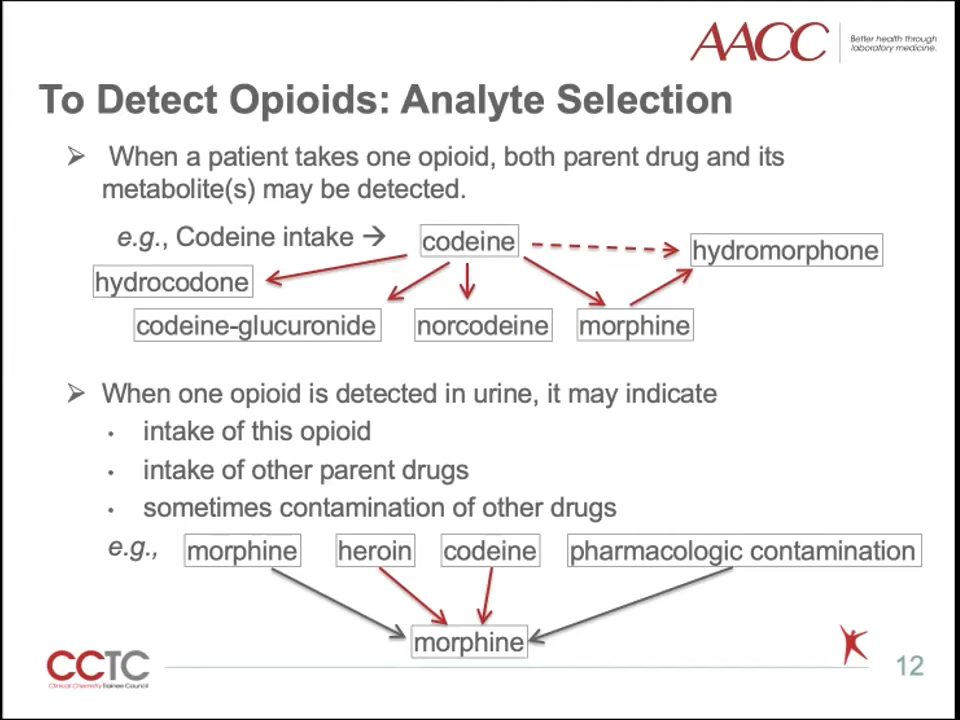 AACC
Better health through
laboratory medicine.
To Detect Opioids: Analyte Selection
➢ When a patient takes one opioid, both parent drug and its
metabolite(s) may be detected.
e.g., Codeine intake → codeine
hydromorphone
hydrocodone
codeine-glucuronide norcodeine morphine
➢ When one opioid is detected in urine, it may indicate
• intake of this opioid
• intake of other parent drugs
• sometimes contamination of other drugs
e.g., morphine heroin codeine pharmacologic contamination
morphine
CCTC
Clinical Chemistry Trainee Council
12